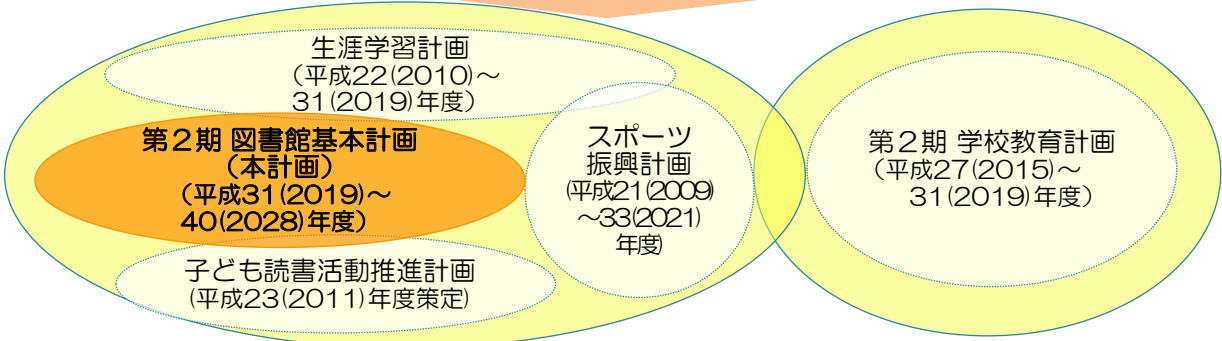 生涯学習計画
（平成22(2010)～
31(2019)年度）
第２期 図書館基本計画
（本計画）
（平成31(2019)～
40(2028)年度）
スポーツ
振興計画
(平成21(2009)
～33(2021)
年度)
子ども読書活動推進計画
(平成23(2011)年度策定)
第２期 学校教育計画
（平成27(2015)～
31(2019)年度）